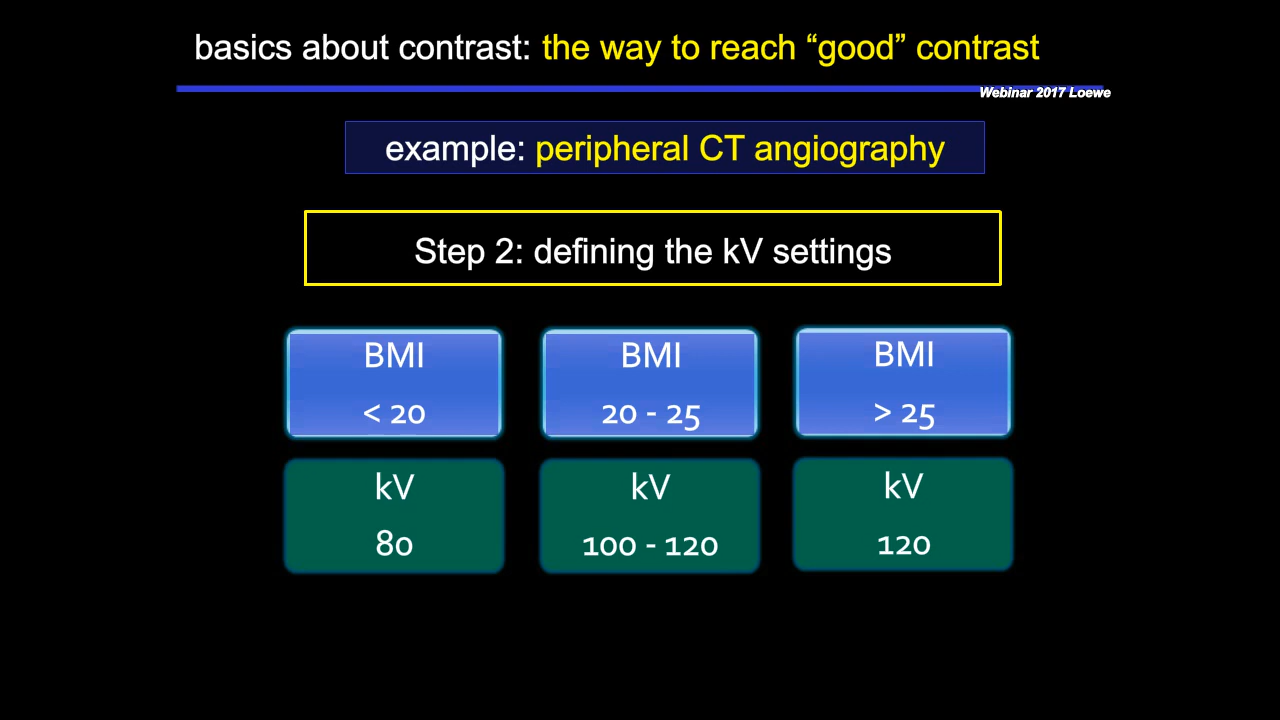 basics about contrast: the way to reach “good” contrast
Webinar 2017 Loewe
example: peripheral CT angiography
Step 2: defining the kV settings
BMI
< 20
BMI
20 - 25
BMI
> 25
kV
80
kV
100 - 120
kV
120